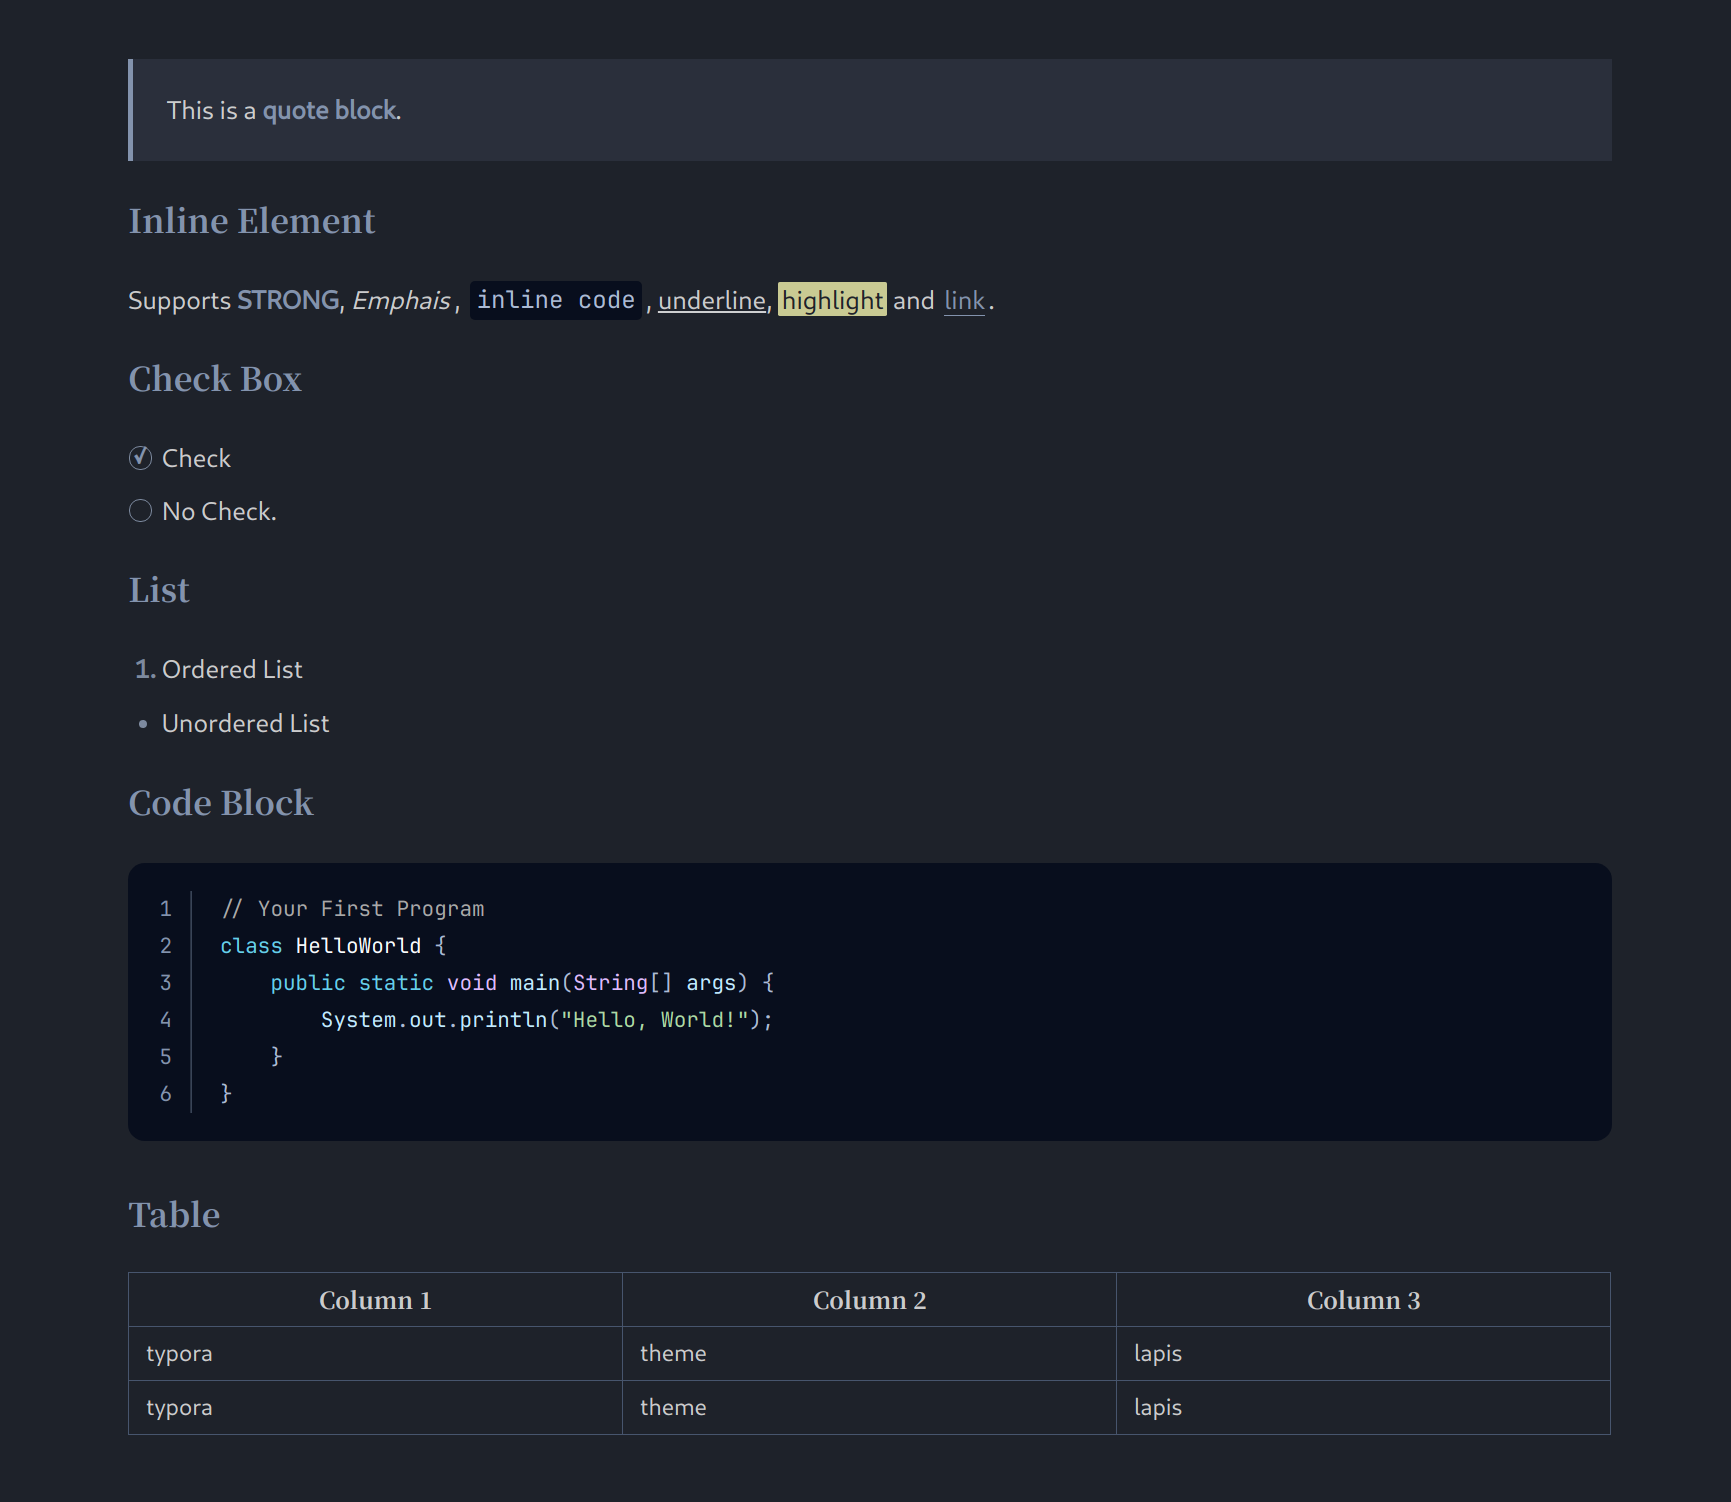 This is a quote block.
Inline Element
Supports STRONG, Emphais, inline code, underline, highlight and link.
Check Box
Check
No Check.
List
1. Ordered List
• Unordered List
Code Block
1 // Your First Program
2 class HelloWorld {
3     public static void main(String[] args) {
4         System.out.println("Hello, World!");
5     }
6 }
Table
Column 1 Column 2 Column 3
typora theme lapis
typora theme lapis